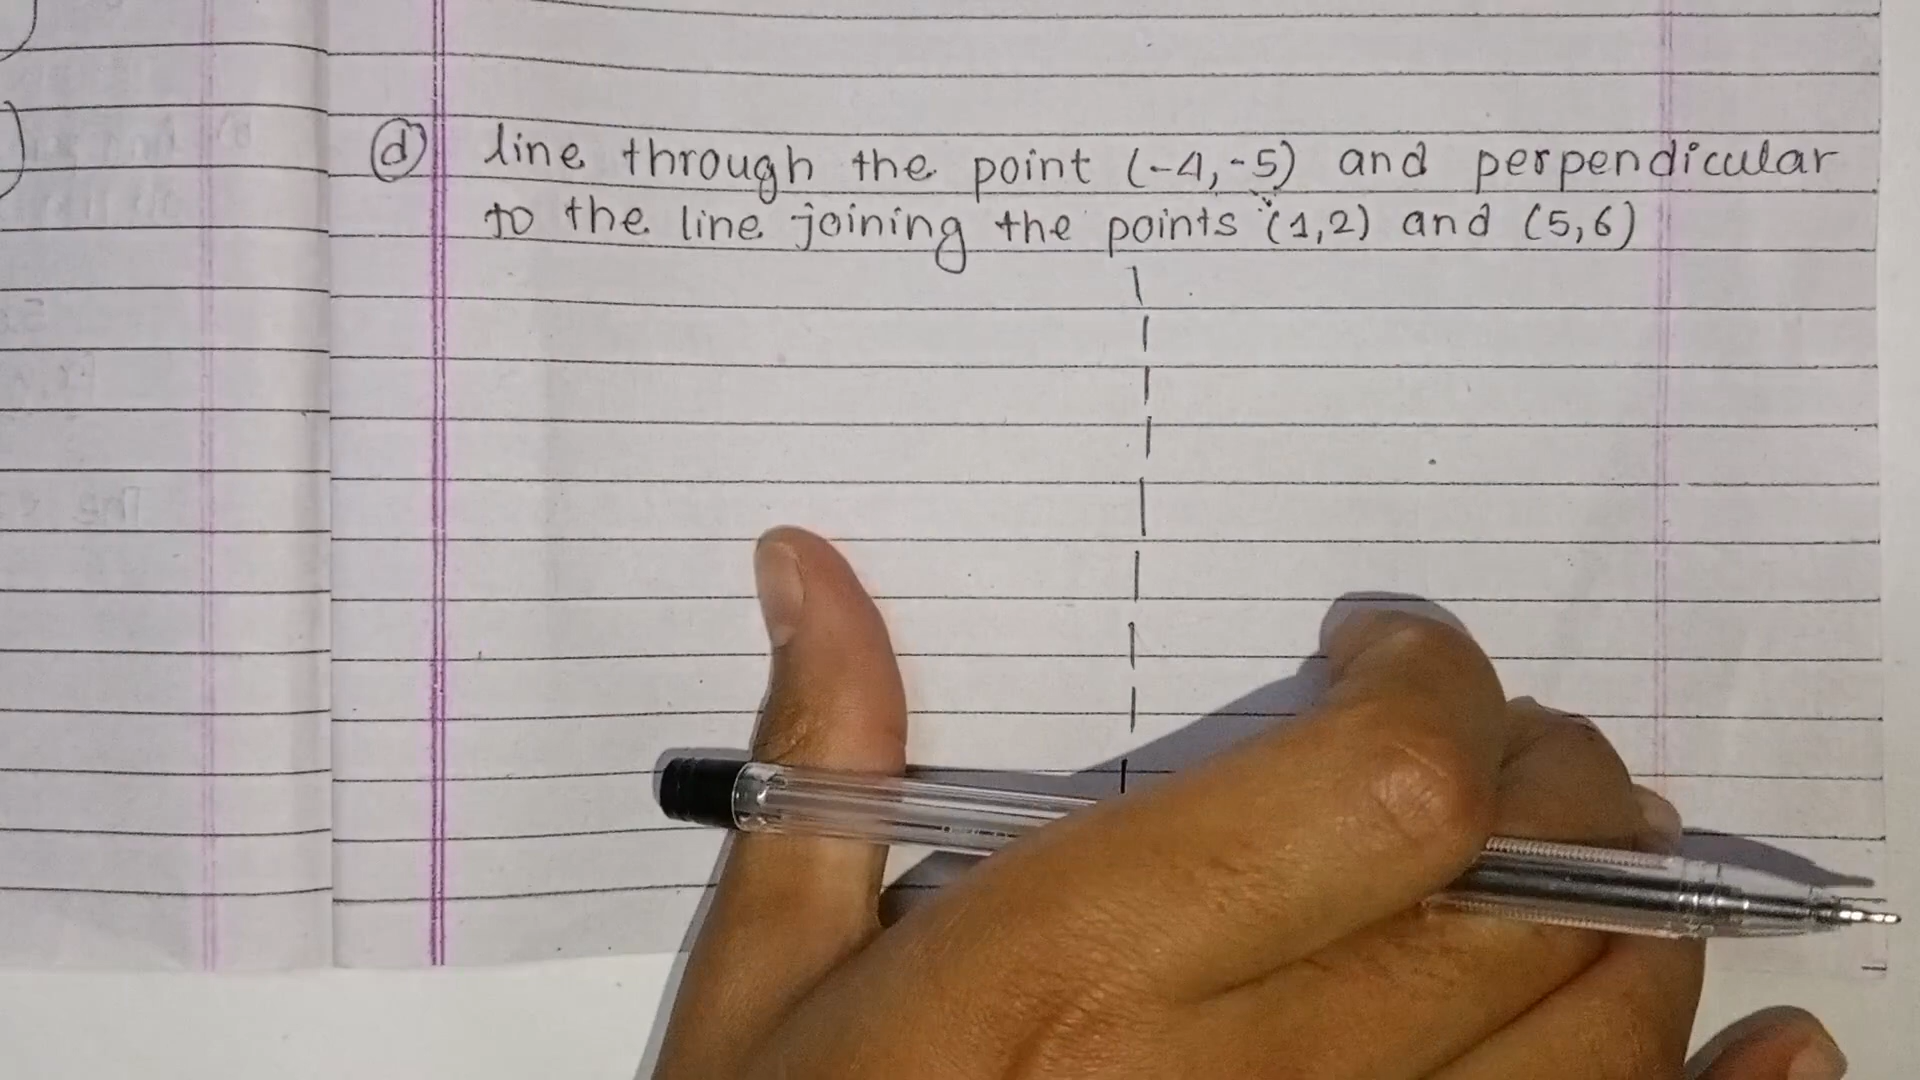 (d) line through the point (-4,-5) and perpendicular
to the line joining the points (1,2) and (5,6)